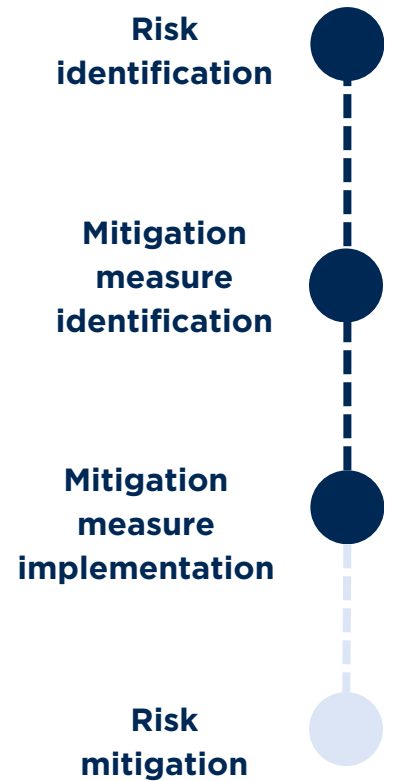 Risk
identification
Mitigation
measure
identification
Mitigation
measure
implementation
Risk
mitigation